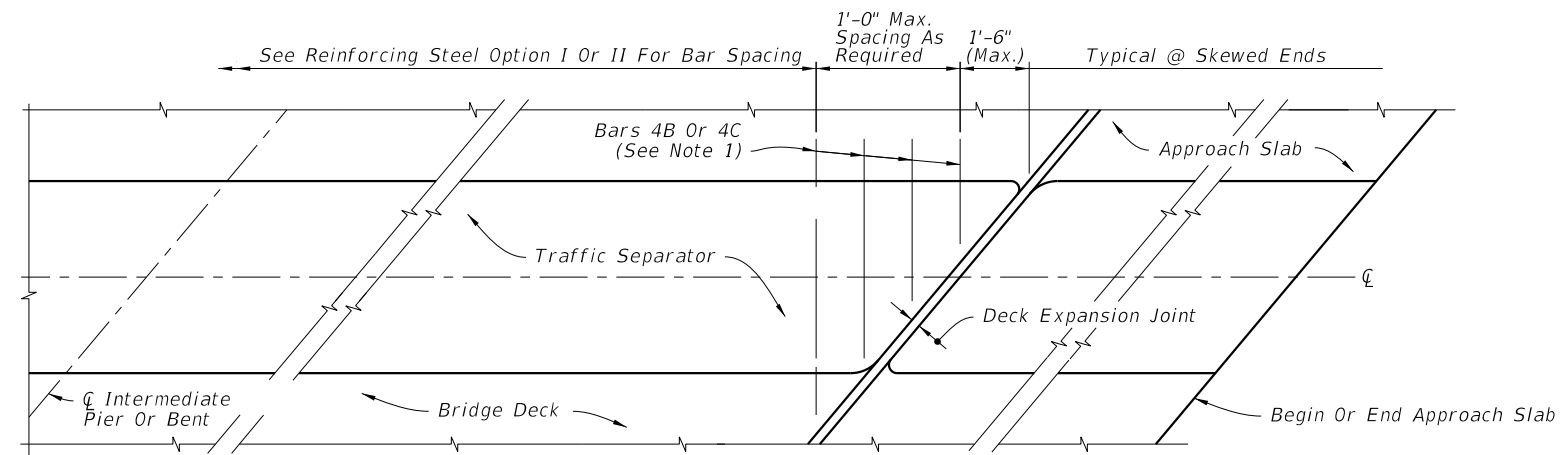 1'-0" Max.
Spacing As
Required
1'-6"
(Max.)
See Reinforcing Steel Option I Or II For Bar Spacing
Typical @ Skewed Ends
Bars 4B Or 4C
(See Note 1)
Approach Slab
Traffic Separator
℄
Deck Expansion Joint
℄ Intermediate
Pier Or Bent
Bridge Deck
Begin Or End Approach Slab